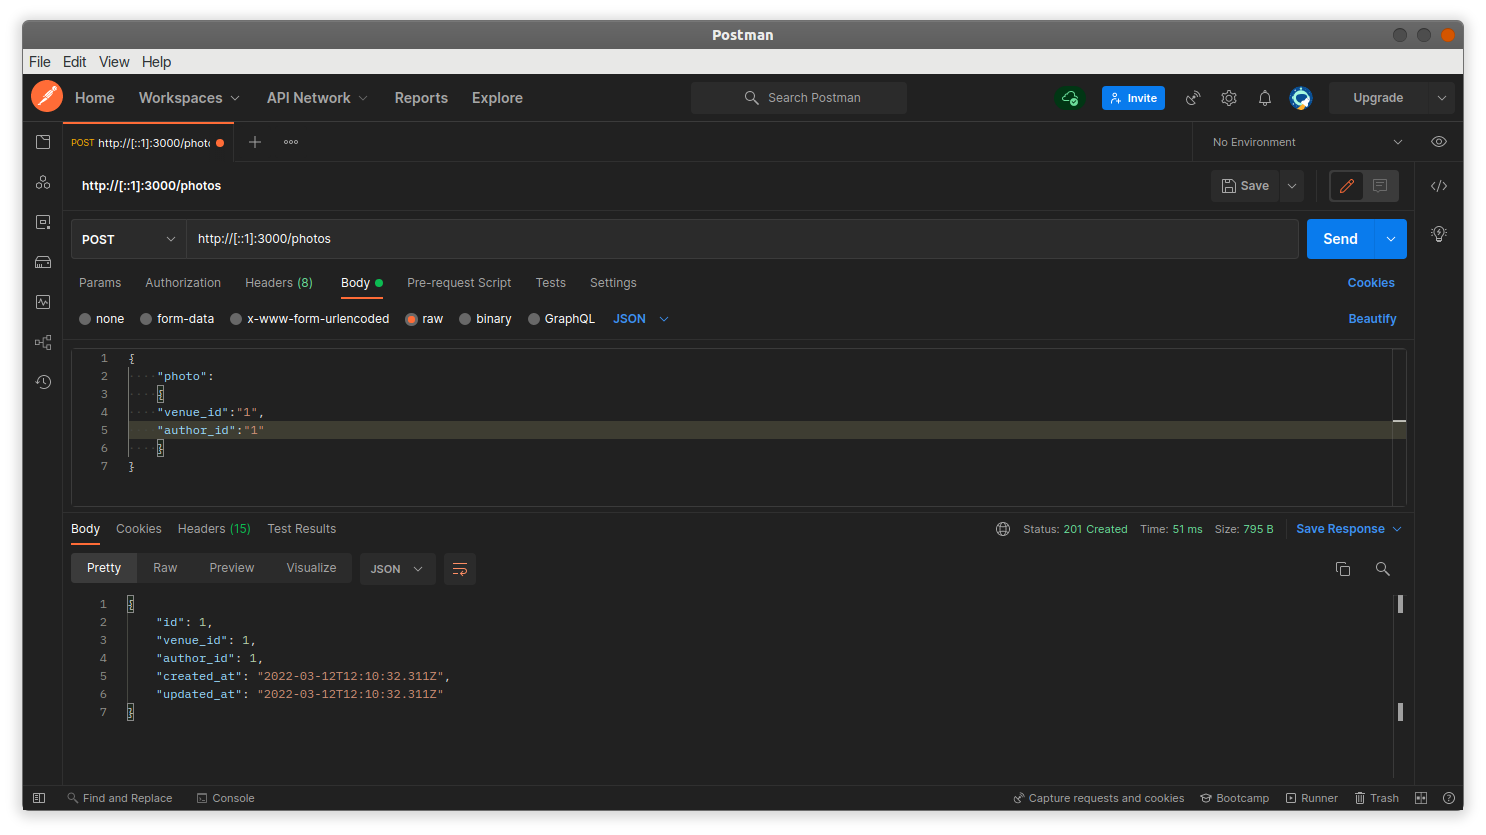 Postman
File Edit View Help
Home Workspaces API Network Reports Explore Search Postman Invite Upgrade
POST http://[::1]:3000/photo No Environment
http://[::1]:3000/photos Save
POST http://[::1]:3000/photos Send
Params Authorization Headers (8) Body Pre-request Script Tests Settings Cookies
none form-data x-www-form-urlencoded raw binary GraphQL JSON Beautify
1 {
2 "photo":
3 {
4 "venue_id":"1",
5 "author_id":"1"
6 }
7 }
Body Cookies Headers (15) Test Results Status: 201 Created Time: 51 ms Size: 795 B Save Response
Pretty Raw Preview Visualize JSON
1 {
2 "id": 1,
3 "venue_id": 1,
4 "author_id": 1,
5 "created_at": "2022-03-12T12:10:32.311Z",
6 "updated_at": "2022-03-12T12:10:32.311Z"
7 }
Find and Replace Console Capture requests and cookies Bootcamp Runner Trash